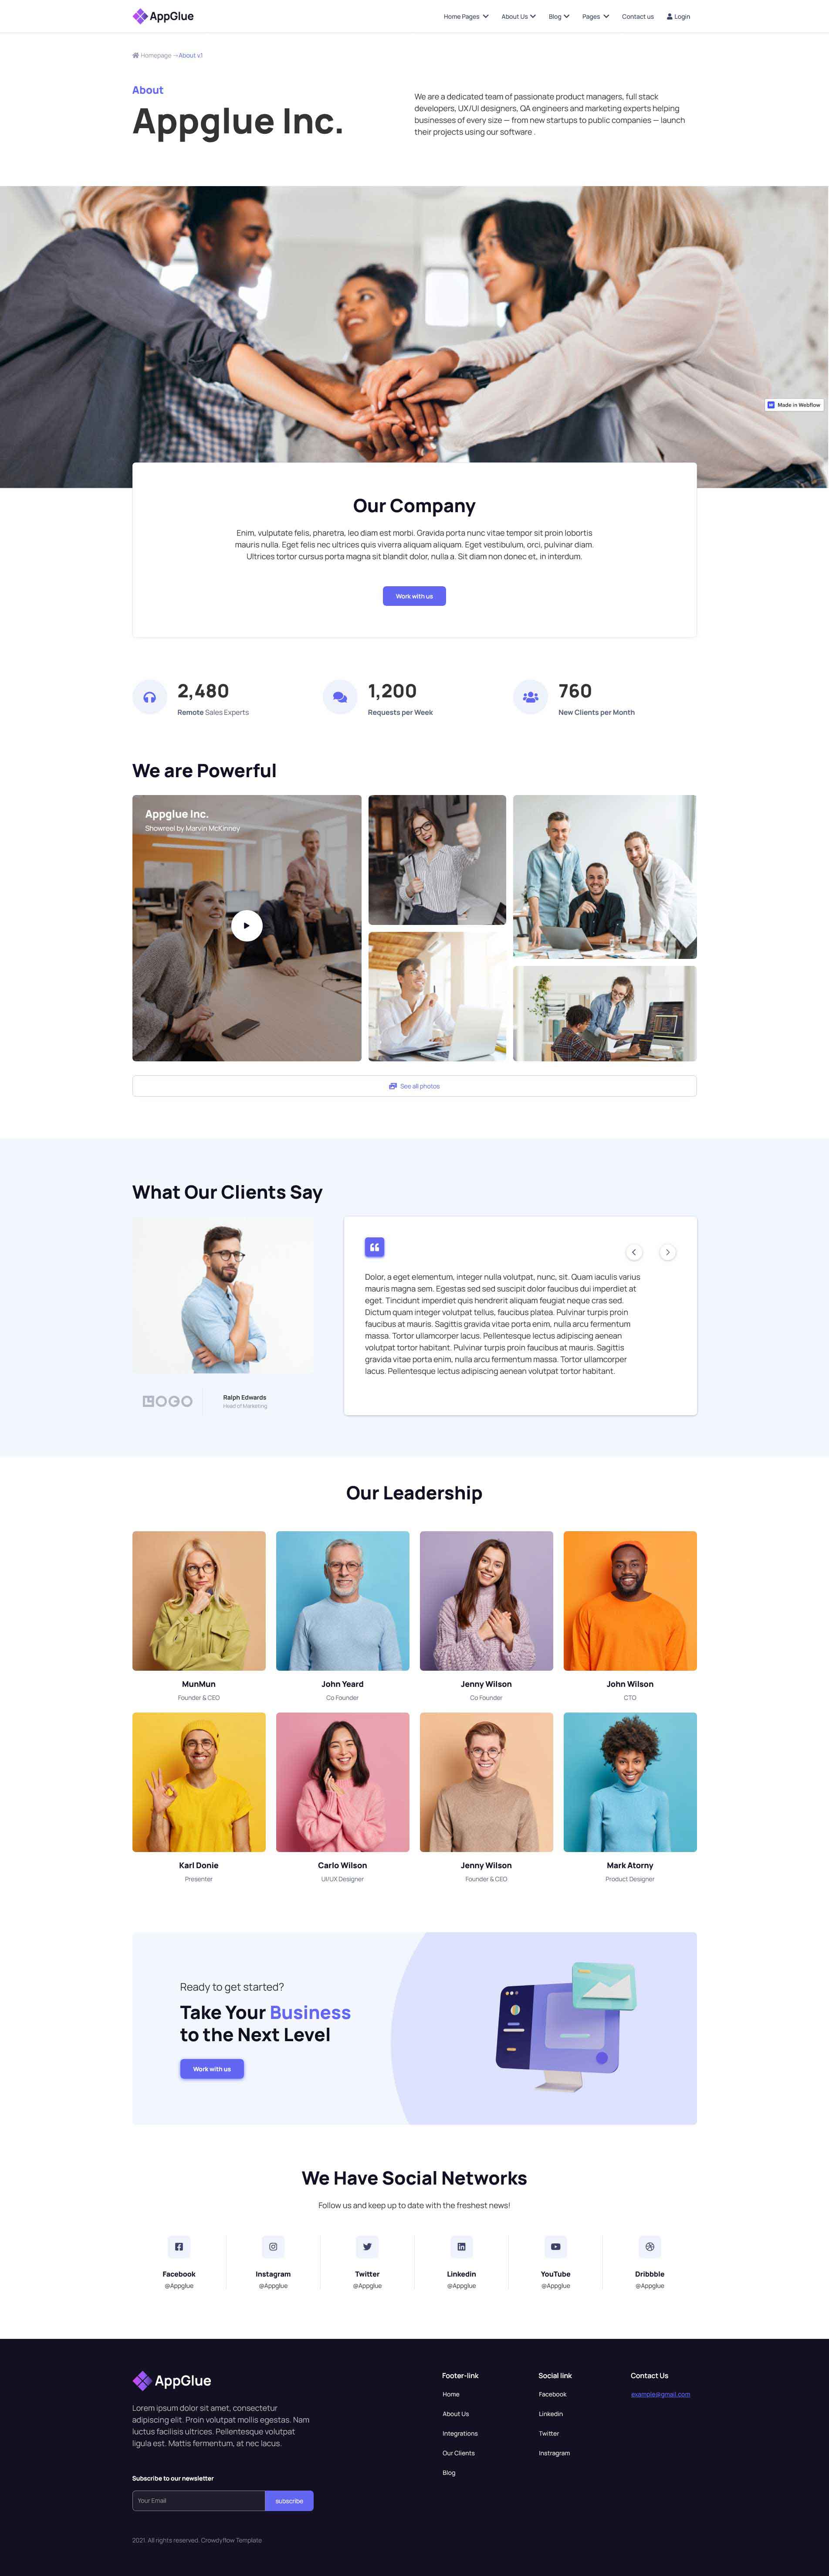 AppGlue
Home Pages
About Us
Blog
Pages
Contact us
Login
Homepage → About v.1
About
Appglue Inc.
We are a dedicated team of passionate product managers, full stack
developers, UX/UI designers, QA engineers and marketing experts helping
businesses of every size — from new startups to public companies — launch
their projects using our software .
Made in Webflow
Our Company
Enim, vulputate felis, pharetra, leo diam est morbi. Gravida porta nunc vitae tempor sit proin lobortis
mauris nulla. Eget felis nec ultrices quis viverra aliquam aliquam. Eget vestibulum, orci, pulvinar diam.
Ultrices tortor cursus porta magna sit blandit dolor, nulla a. Sit diam non donec et, in interdum.
Work with us
2,480
Remote Sales Experts
1,200
Requests per Week
760
New Clients per Month
We are Powerful
Appglue Inc.
Showreel by Marvin McKinney
See all photos
What Our Clients Say
Dolor, a eget elementum, integer nulla volutpat, nunc, sit. Quam iaculis varius
mauris magna sem. Egestas sed sed suscipit dolor faucibus dui imperdiet at
eget. Tincidunt imperdiet quis hendrerit aliquam feugiat neque cras sed.
Dictum quam integer volutpat tellus, faucibus platea. Pulvinar turpis proin
faucibus at mauris. Sagittis gravida vitae porta enim, nulla arcu fermentum
massa. Tortor ullamcorper lacus. Pellentesque lectus adipiscing aenean
volutpat tortor habitant. Pulvinar turpis proin faucibus at mauris. Sagittis
gravida vitae porta enim, nulla arcu fermentum massa. Tortor ullamcorper
lacus. Pellentesque lectus adipiscing aenean volutpat tortor habitant.
LOGO
Ralph Edwards
Head of Marketing
Our Leadership
MunMun
Founder & CEO
John Yeard
Co Founder
Jenny Wilson
Co Founder
John Wilson
CTO
Karl Donie
Presenter
Carlo Wilson
UI/UX Designer
Jenny Wilson
Founder & CEO
Mark Atorny
Product Designer
Ready to get started?
Take Your Business
to the Next Level
Work with us
We Have Social Networks
Follow us and keep up to date with the freshest news!
Facebook
@Appglue
Instagram
@Appglue
Twitter
@Appglue
Linkedin
@Appglue
YouTube
@Appglue
Dribbble
@Appglue
AppGlue
Lorem ipsum dolor sit amet, consectetur
adipiscing elit. Proin volutpat mollis egestas. Nam
luctus facilisis ultrices. Pellentesque volutpat
ligula est. Mattis fermentum, at nec lacus.
Subscribe to our newsletter
Your Email
subscribe
2021. All rights reserved. Crowdyflow Template
Footer-link
Home
About Us
Integrations
Our Clients
Blog
Social link
Facebook
Linkedin
Twitter
Instragram
Contact Us
example@gmail.com